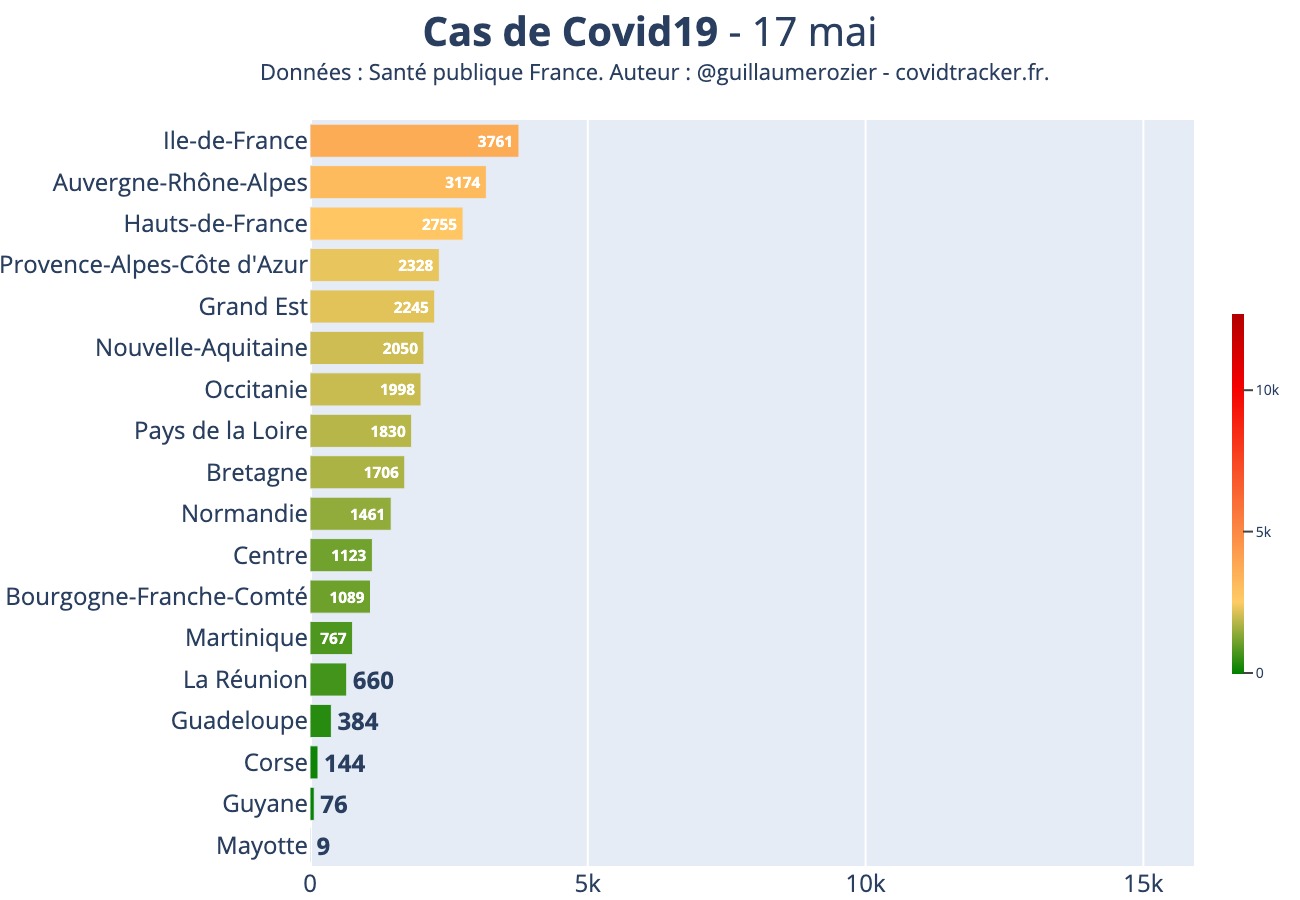 Cas de Covid19 - 17 mai
Données : Santé publique France. Auteur : @guillaumerozier - covidtracker.fr.
Ile-de-France 3761
Auvergne-Rhône-Alpes 3174
Hauts-de-France 2755
Provence-Alpes-Côte d'Azur 2328
Grand Est 2245
Nouvelle-Aquitaine 2050
Occitanie 1998
Pays de la Loire 1830
Bretagne 1706
Normandie 1461
Centre 1123
Bourgogne-Franche-Comté 1089
Martinique 767
La Réunion 660
Guadeloupe 384
Corse 144
Guyane 76
Mayotte 9
0 5k 10k 15k
10k
5k
0